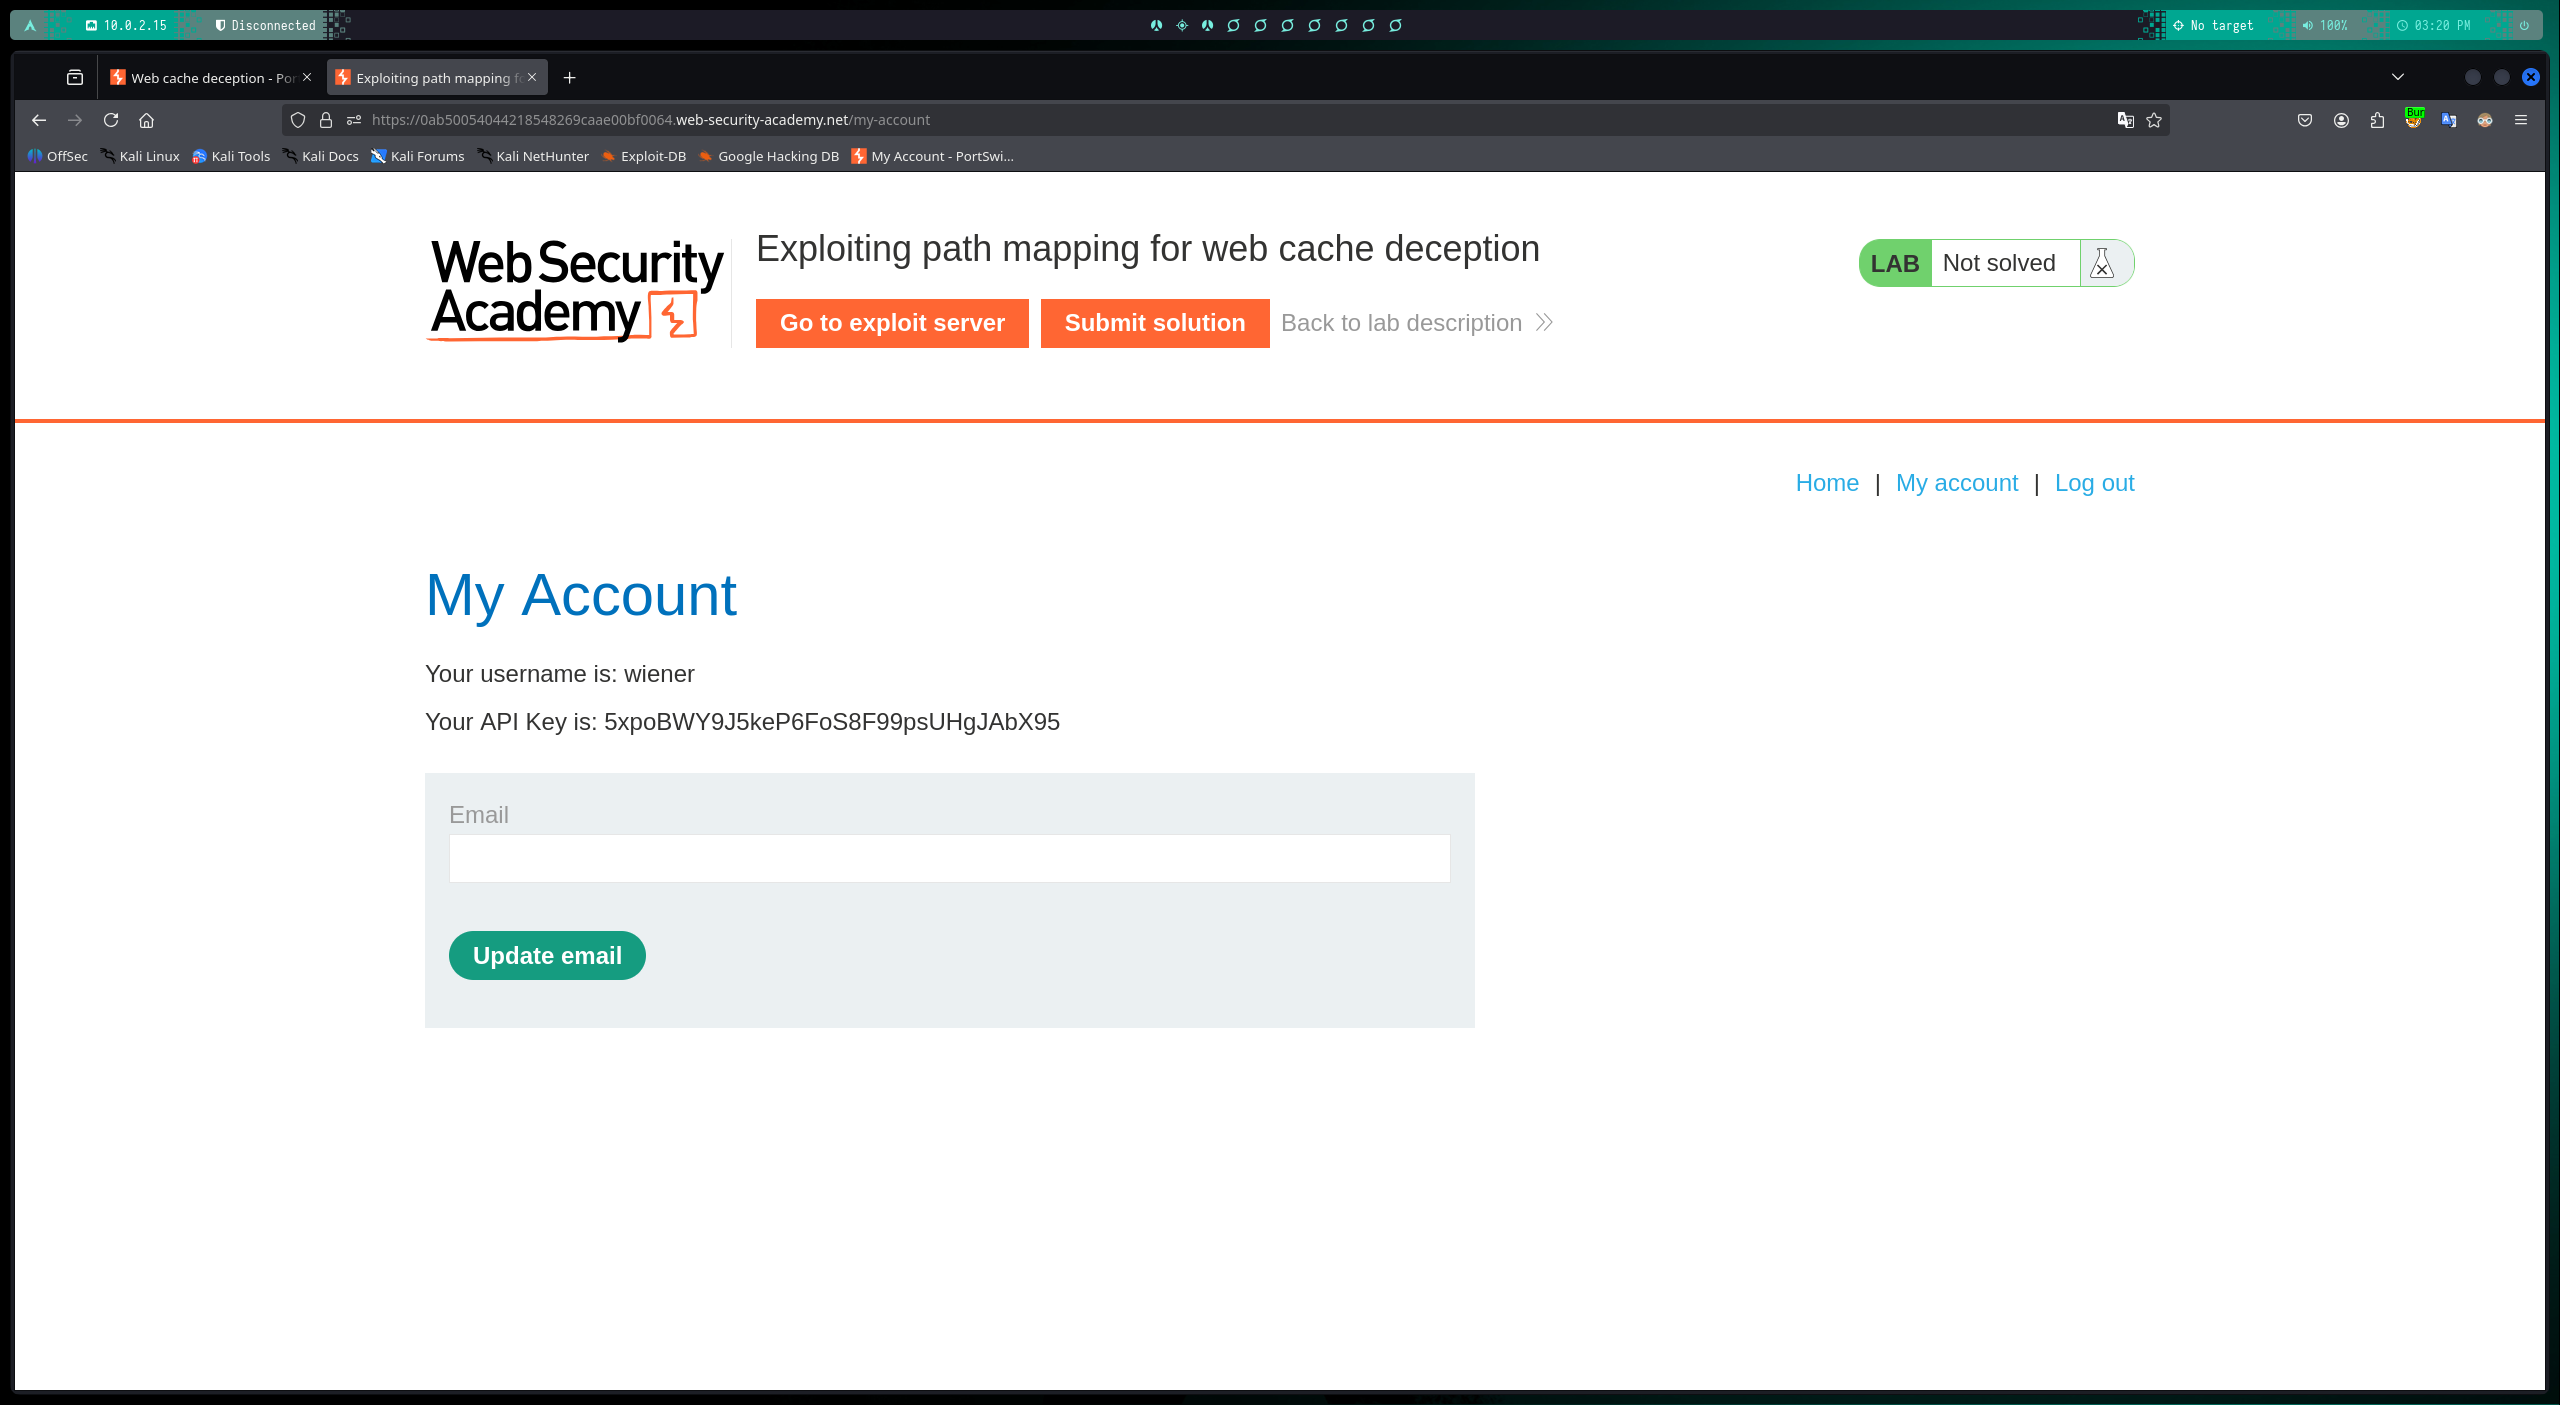 10.0.2.15 Disconnected No target 100% 03:20 PM
Web cache deception - Por Exploiting path mapping fo
https://0ab50054044218548269caae00bf0064.web-security-academy.net/my-account
Bur
OffSec Kali Linux Kali Tools Kali Docs Kali Forums Kali NetHunter Exploit-DB Google Hacking DB My Account - PortSwi...
Web Security
Academy
Exploiting path mapping for web cache deception
LAB Not solved
Go to exploit server Submit solution Back to lab description
Home | My account | Log out
My Account
Your username is: wiener
Your API Key is: 5xpoBWY9J5keP6FoS8F99psUHgJAbX95
Email
Update email